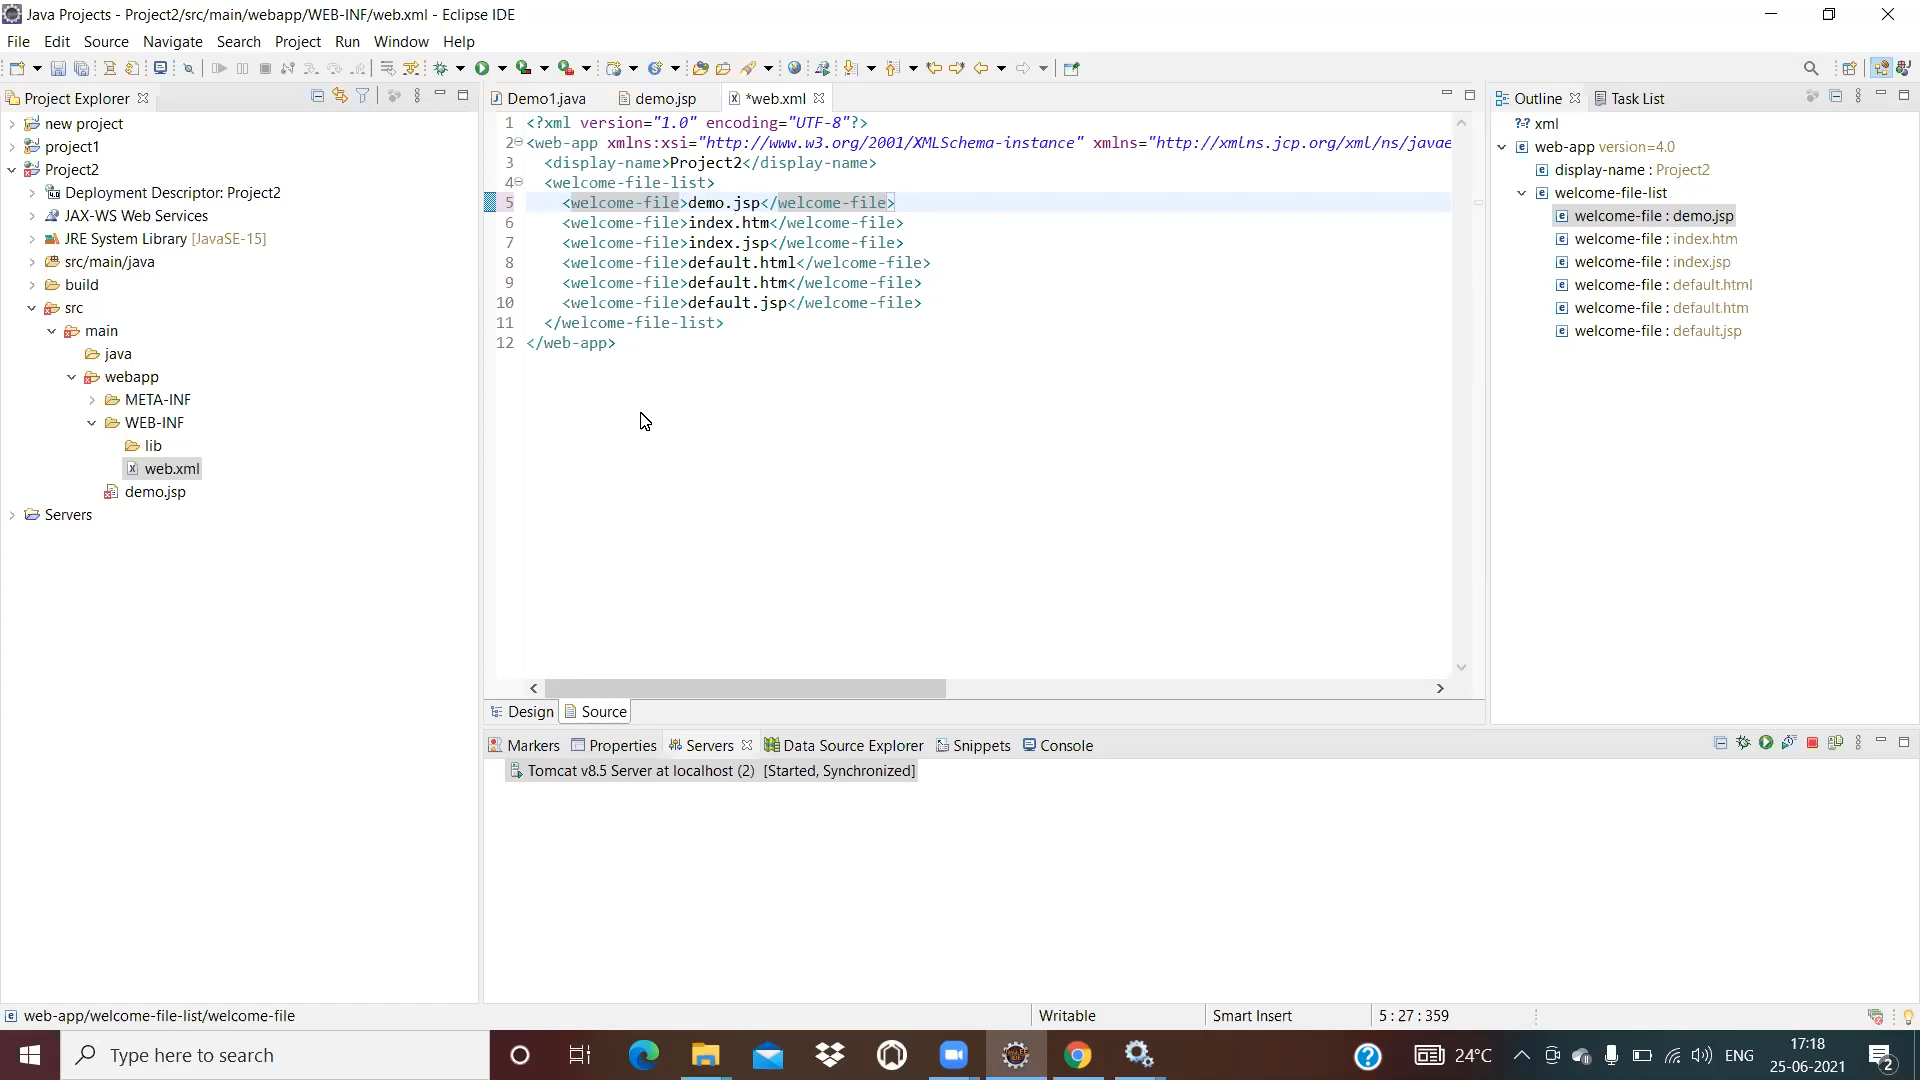 Java Projects - Project2/src/main/webapp/WEB-INF/web.xml - Eclipse IDE
File Edit Source Navigate Search Project Run Window Help
Project Explorer
new project
project1
Project2
Deployment Descriptor: Project2
JAX-WS Web Services
JRE System Library [JavaSE-15]
src/main/java
build
src
main
java
webapp
META-INF
WEB-INF
lib
web.xml
demo.jsp
Servers
Demo1.java demo.jsp *web.xml
1 <?xml version="1.0" encoding="UTF-8"?>
2 <web-app xmlns:xsi="http://www.w3.org/2001/XMLSchema-instance" xmlns="http://xmlns.jcp.org/xml/ns/javae
3 <display-name>Project2</display-name>
4 <welcome-file-list>
5 <welcome-file>demo.jsp</welcome-file>
6 <welcome-file>index.htm</welcome-file>
7 <welcome-file>index.jsp</welcome-file>
8 <welcome-file>default.html</welcome-file>
9 <welcome-file>default.htm</welcome-file>
10 <welcome-file>default.jsp</welcome-file>
11 </welcome-file-list>
12 </web-app>
Design Source
Outline Task List
?=? xml
web-app version=4.0
display-name : Project2
welcome-file-list
welcome-file : demo.jsp
welcome-file : index.htm
welcome-file : index.jsp
welcome-file : default.html
welcome-file : default.htm
welcome-file : default.jsp
Markers Properties Servers Data Source Explorer Snippets Console
Tomcat v8.5 Server at localhost (2) [Started, Synchronized]
web-app/welcome-file-list/welcome-file Writable Smart Insert 5 : 27 : 359
Type here to search
24°C ENG
17:18
25-06-2021
2